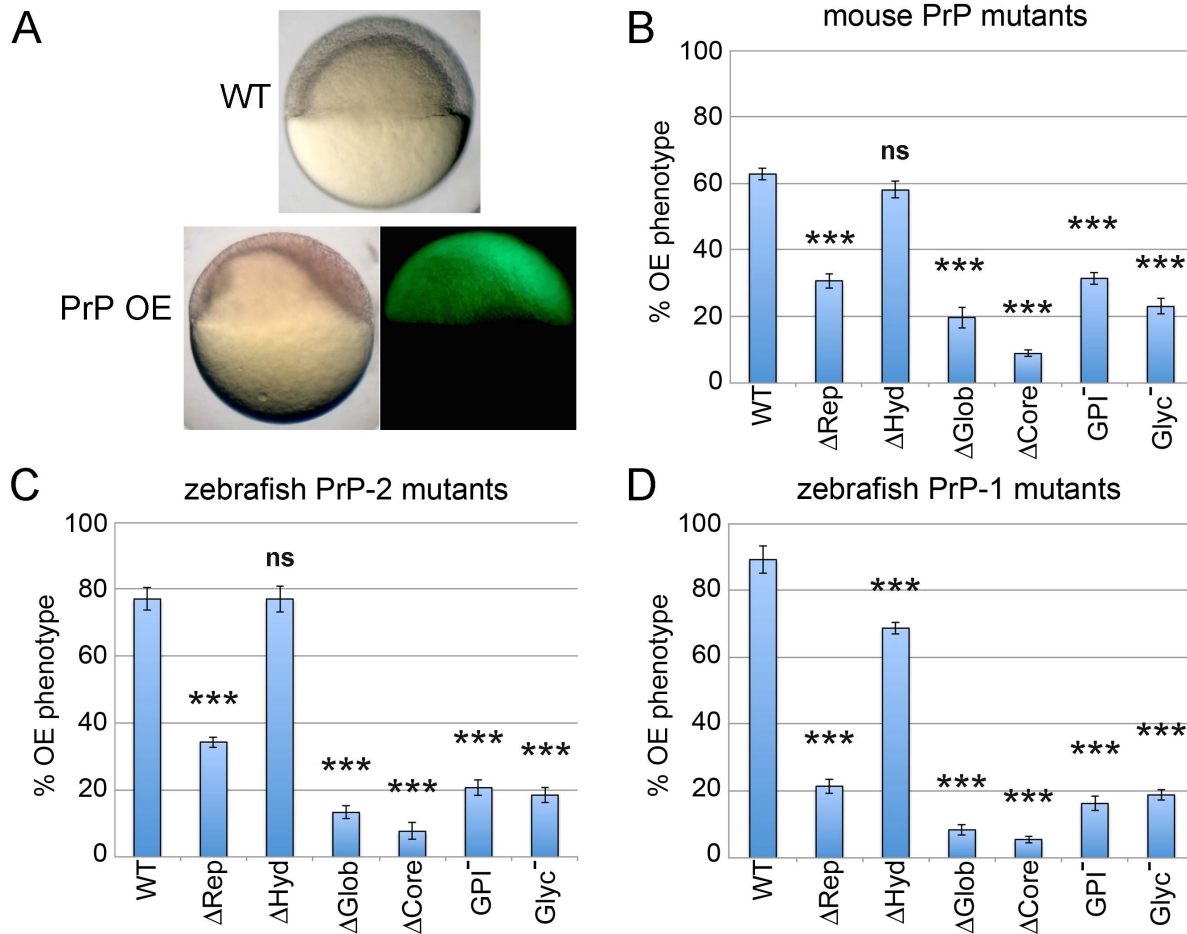 A
WT
PrP OE
B
mouse PrP mutants
% OE phenotype
100
80
60
40
20
0
ns
***
***
***
***
***
WT
ΔRep
ΔHyd
ΔGlob
ΔCore
GPI⁻
Glyc⁻
C
zebrafish PrP-2 mutants
% OE phenotype
100
80
60
40
20
0
ns
***
***
***
***
***
WT
ΔRep
ΔHyd
ΔGlob
ΔCore
GPI⁻
Glyc⁻
D
zebrafish PrP-1 mutants
% OE phenotype
100
80
60
40
20
0
***
***
***
***
***
***
WT
ΔRep
ΔHyd
ΔGlob
ΔCore
GPI⁻
Glyc⁻